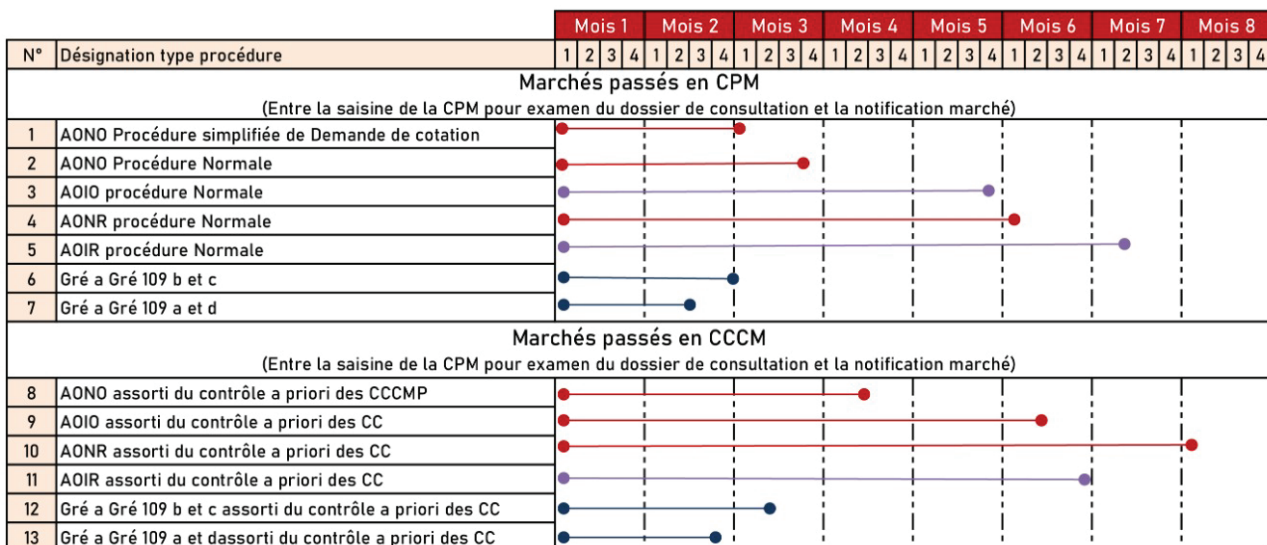 Mois 1 Mois 2 Mois 3 Mois 4 Mois 5 Mois 6 Mois 7 Mois 8
N° Désignation type procédure 1 2 3 4 1 2 3 4 1 2 3 4 1 2 3 4 1 2 3 4 1 2 3 4 1 2 3 4 1 2 3 4
Marchés passés en CPM
(Entre la saisine de la CPM pour examen du dossier de consultation et la notification marché)
1 AONO Procédure simplifiée de Demande de cotation
2 AONO Procédure Normale
3 AOIO procédure Normale
4 AONR procédure Normale
5 AOIR procédure Normale
6 Gré a Gré 109 b et c
7 Gré a Gré 109 a et d
Marchés passés en CCCM
(Entre la saisine de la CPM pour examen du dossier de consultation et la notification marché)
8 AONO assorti du contrôle a priori des CCCMP
9 AOIO assorti du contrôle a priori des CC
10 AONR assorti du contrôle a priori des CC
11 AOIR assorti du contrôle a priori des CC
12 Gré a Gré 109 b et c assorti du contrôle a priori des CC
13 Gré a Gré 109 a et dassorti du contrôle a priori des CC